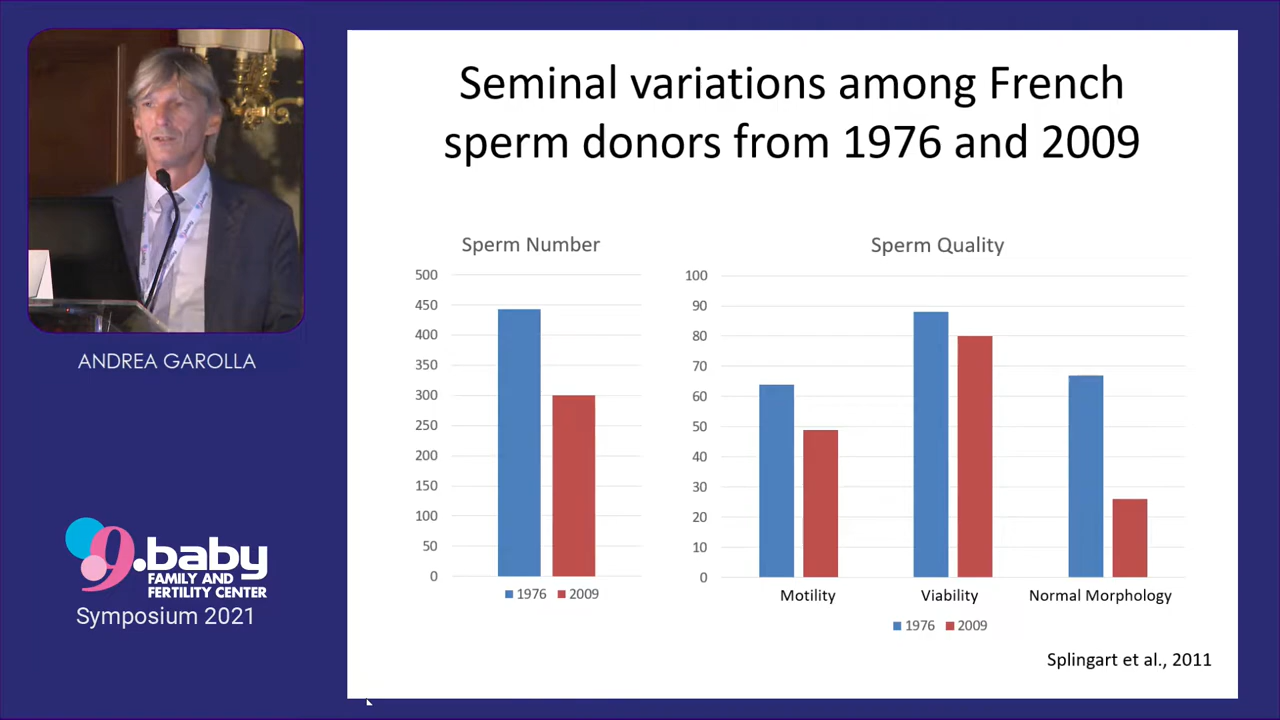 Seminal variations among French
sperm donors from 1976 and 2009
Sperm Number
500
450
400
350
300
250
200
150
100
50
0
1976 2009
Sperm Quality
100
90
80
70
60
50
40
30
20
10
0
Motility Viability Normal Morphology
1976 2009
Splingart et al., 2011
ANDREA GAROLLA
9.baby
FAMILY AND
FERTILITY CENTER
Symposium 2021